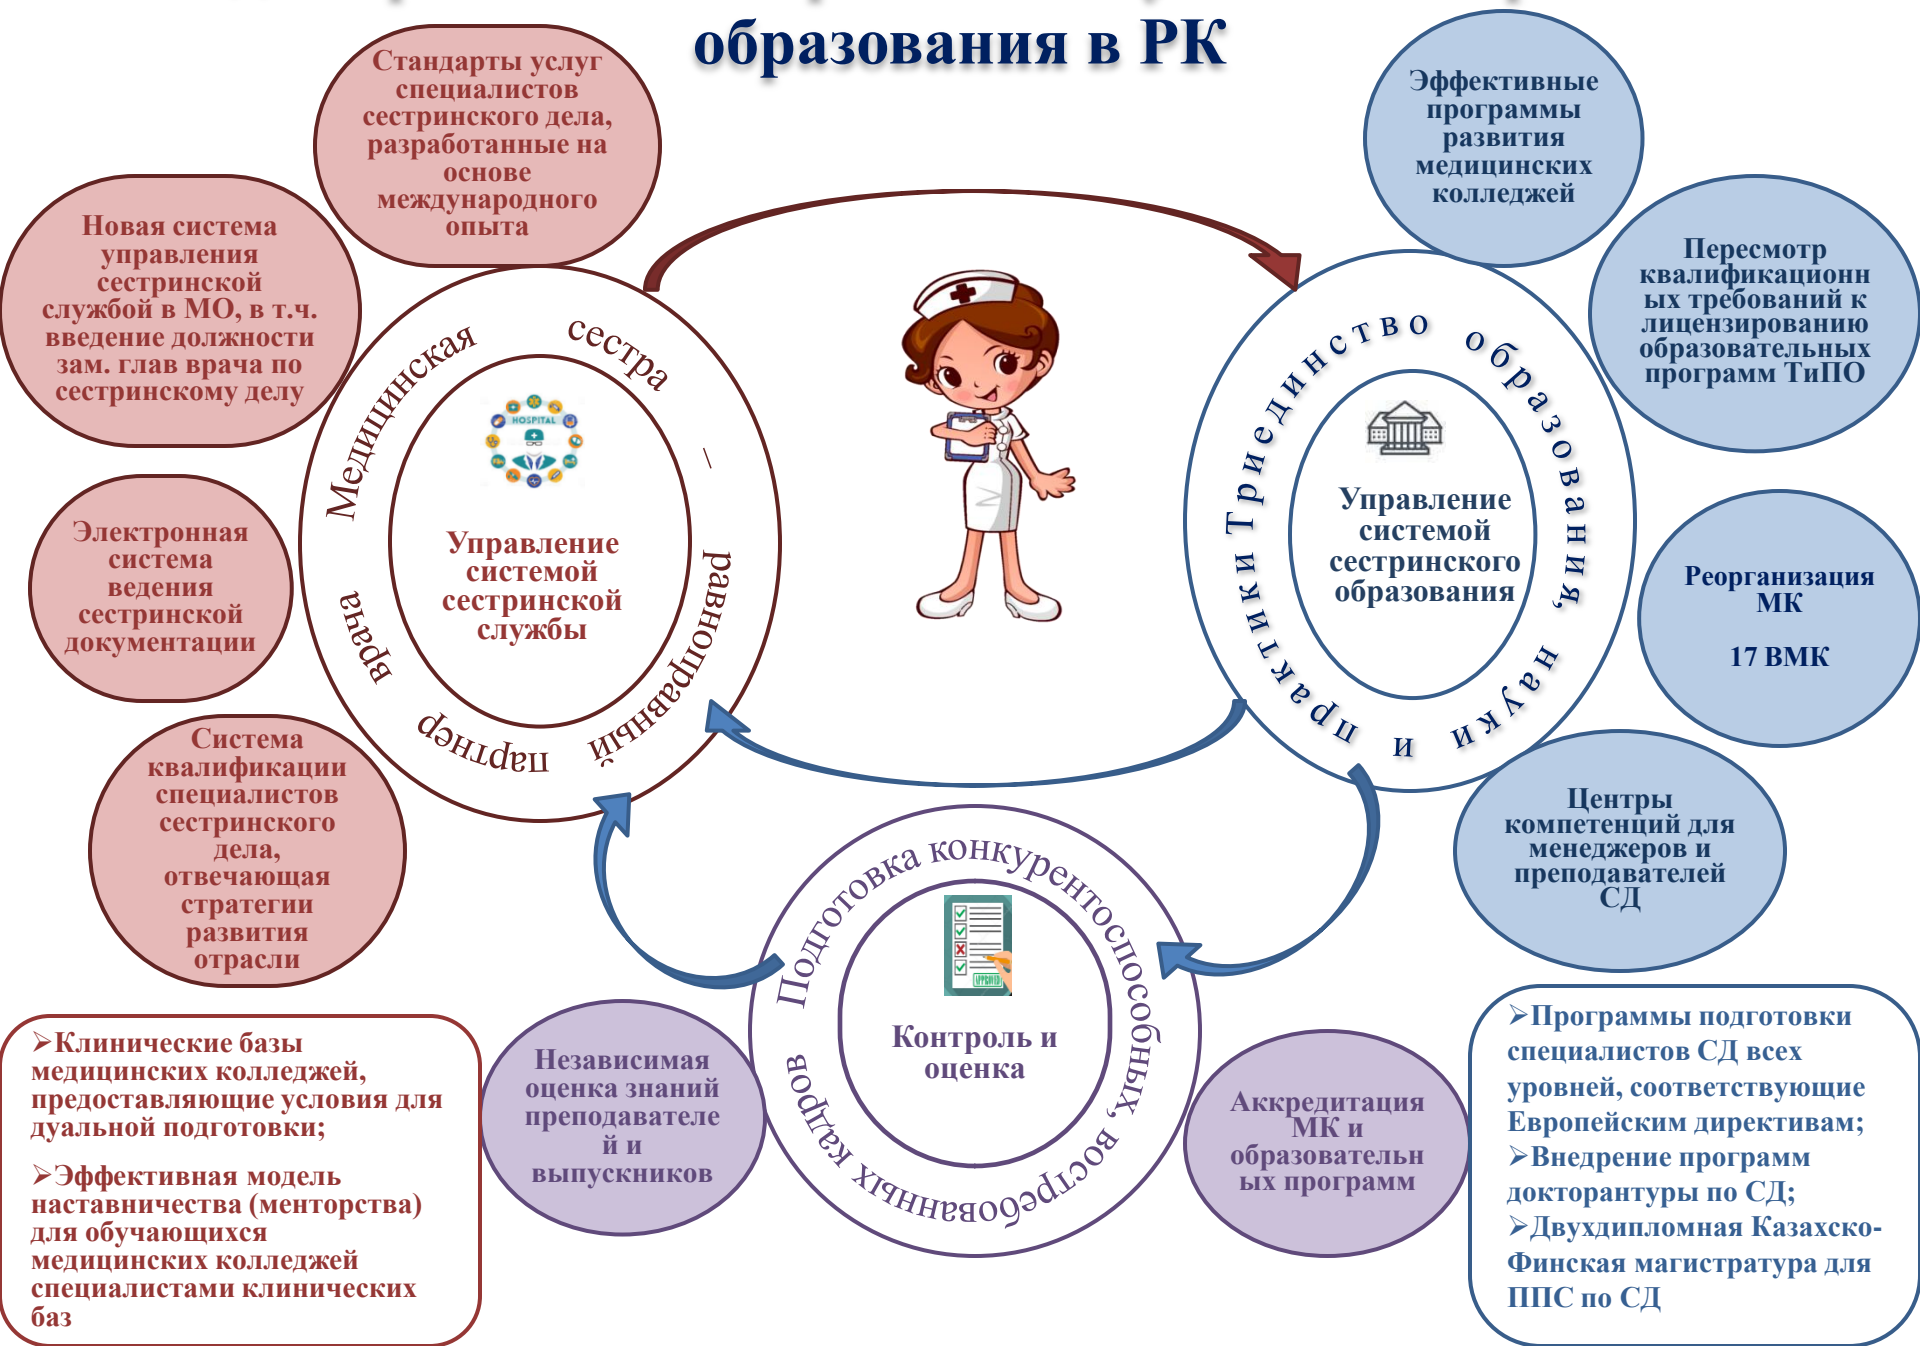 образования в РК
Стандарты услуг
специалистов
сестринского дела,
разработанные на
основе
международного
опыта
Новая система
управления
сестринской
службой в МО, в т.ч.
введение должности
зам. глав врача по
сестринскому делу
Электронная
система
ведения
сестринской
документации
Система
квалификации
специалистов
сестринского
дела,
отвечающая
стратегии
развития
отрасли
Медицинская сестра – равноправный партнер врача
HOSPITAL
Управление
системой
сестринской
службы
Эффективные
программы
развития
медицинских
колледжей
Пересмотр
квалификационн
ых требований к
лицензированию
образовательных
программ ТиПО
Реорганизация
МК
17 ВМК
Центры
компетенций для
менеджеров и
преподавателей
СД
Триединство образования, науки и практики
Управление
системой
сестринского
образования
Подготовка конкурентоспособных, востребованных кадров
APPROVED
Контроль и
оценка
Независимая
оценка знаний
преподавателе
й и
выпускников
Аккредитация
МК и
образовательн
ых программ
➢Клинические базы
медицинских колледжей,
предоставляющие условия для
дуальной подготовки;
➢Эффективная модель
наставничества (менторства)
для обучающихся
медицинских колледжей
специалистами клинических
баз
➢Программы подготовки
специалистов СД всех
уровней, соответствующие
Европейским директивам;
➢Внедрение программ
докторантуры по СД;
➢Двухдипломная Казахско-
Финская магистратура для
ППС по СД